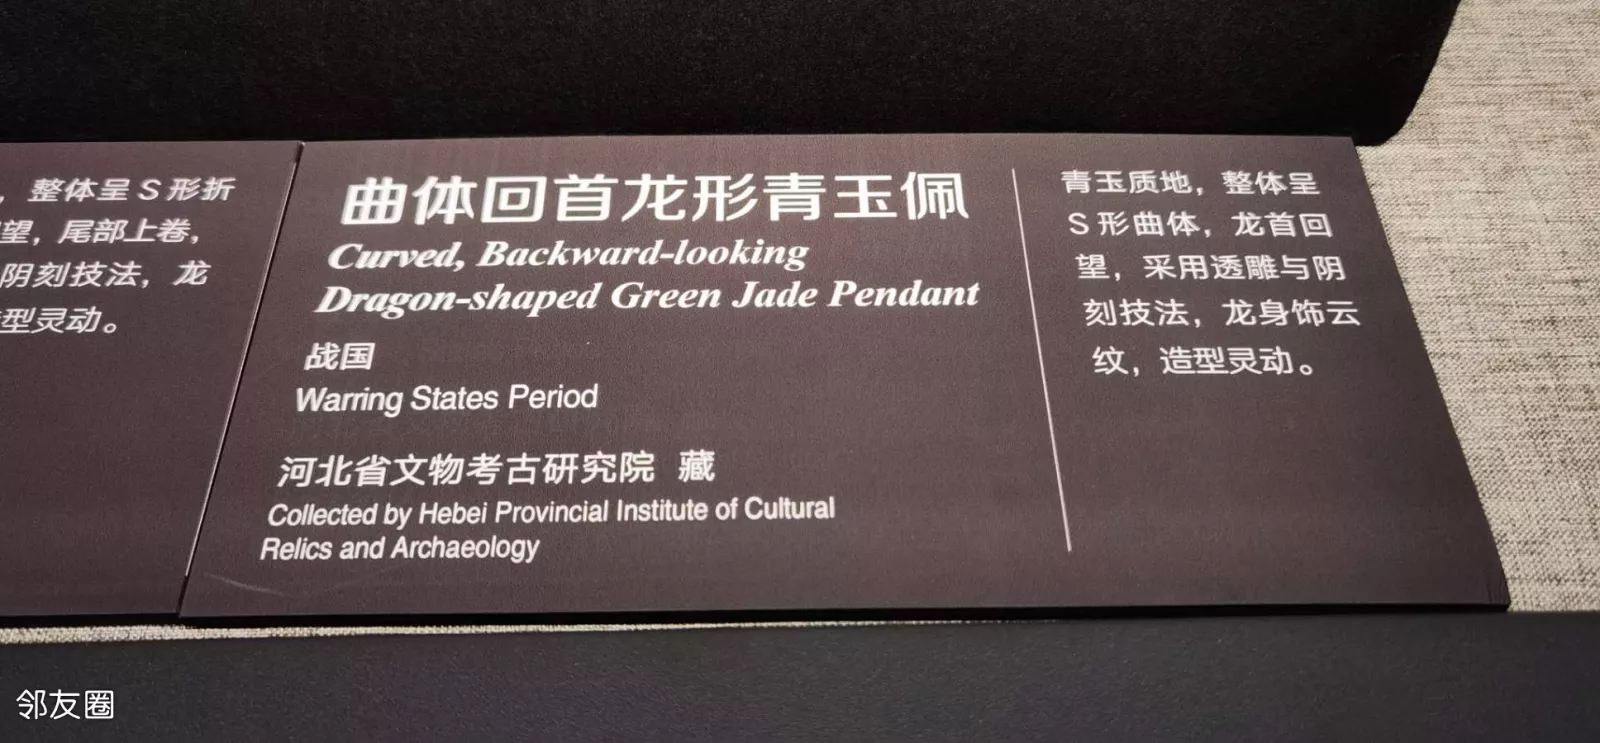 ，整体呈 S 形折
望，尾部上卷，
阴刻技法，龙
型灵动。
曲体回首龙形青玉佩
Curved, Backward-looking
Dragon-shaped Green Jade Pendant
战国
Warring States Period
河北省文物考古研究院 藏
Collected by Hebei Provincial Institute of Cultural
Relics and Archaeology
青玉质地，整体呈
S 形曲体，龙首回
望，采用透雕与阴
刻技法，龙身饰云
纹，造型灵动。
邻友圈